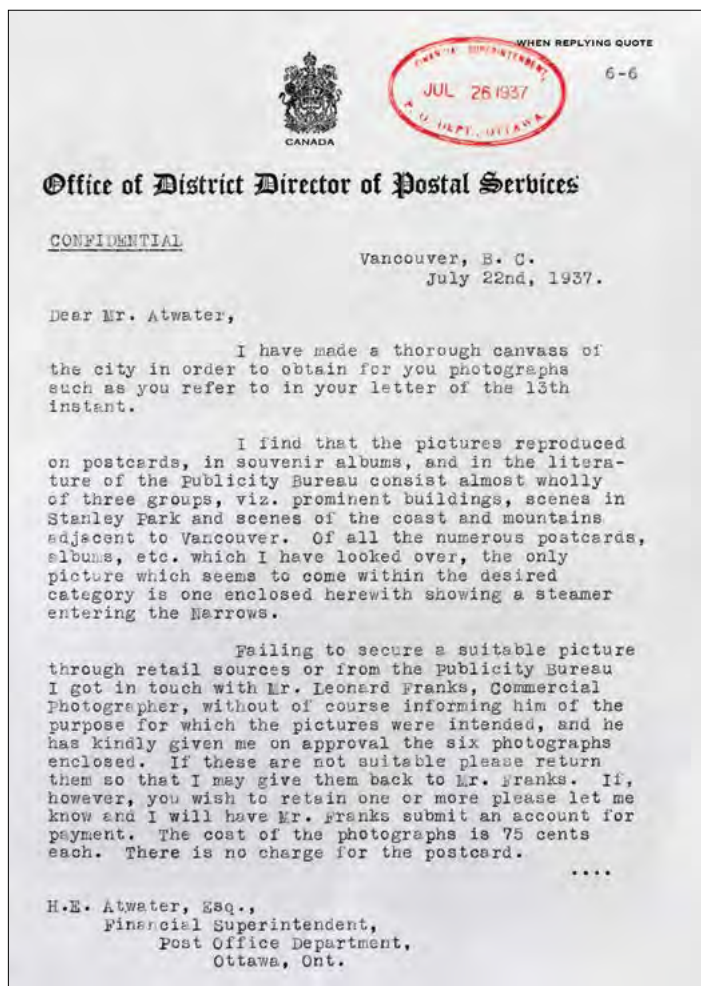 WHEN REPLYING QUOTE
6-6
FINANCIAL SUPERINTENDENT,
JUL 26 1937
P. O. DEPT., OTTAWA
CANADA
Office of District Director of Postal Services
CONFIDENTIAL
Vancouver, B. C.
July 22nd, 1937.
Dear Mr. Atwater,
I have made a thorough canvass of
the city in order to obtain for you photographs
such as you refer to in your letter of the 13th
instant.
I find that the pictures reproduced
on postcards, in souvenir albums, and in the litera-
ture of the Publicity Bureau consist almost wholly
of three groups, viz. prominent buildings, scenes in
Stanley Park and scenes of the coast and mountains
adjacent to Vancouver. Of all the numerous postcards,
albums, etc. which I have looked over, the only
picture which seems to come within the desired
category is one enclosed herewith showing a steamer
entering the Narrows.
Failing to secure a suitable picture
through retail sources or from the Publicity Bureau
I got in touch with Mr. Leonard Franks, Commercial
Photographer, without of course informing him of the
purpose for which the pictures were intended, and he
has kindly given me on approval the six photographs
enclosed. If these are not suitable please return
them so that I may give them back to Mr. Franks. If,
however, you wish to retain one or more please let me
know and I will have Mr. Franks submit an account for
payment. The cost of the photographs is 75 cents
each. There is no charge for the postcard.
....
H.E. Atwater, Esq.,
Financial Superintendent,
Post Office Department,
Ottawa, Ont.